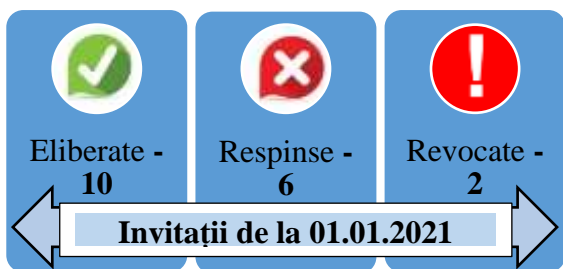 Eliberate -
10
Respinse -
6
Revocate -
2
Invitații de la 01.01.2021